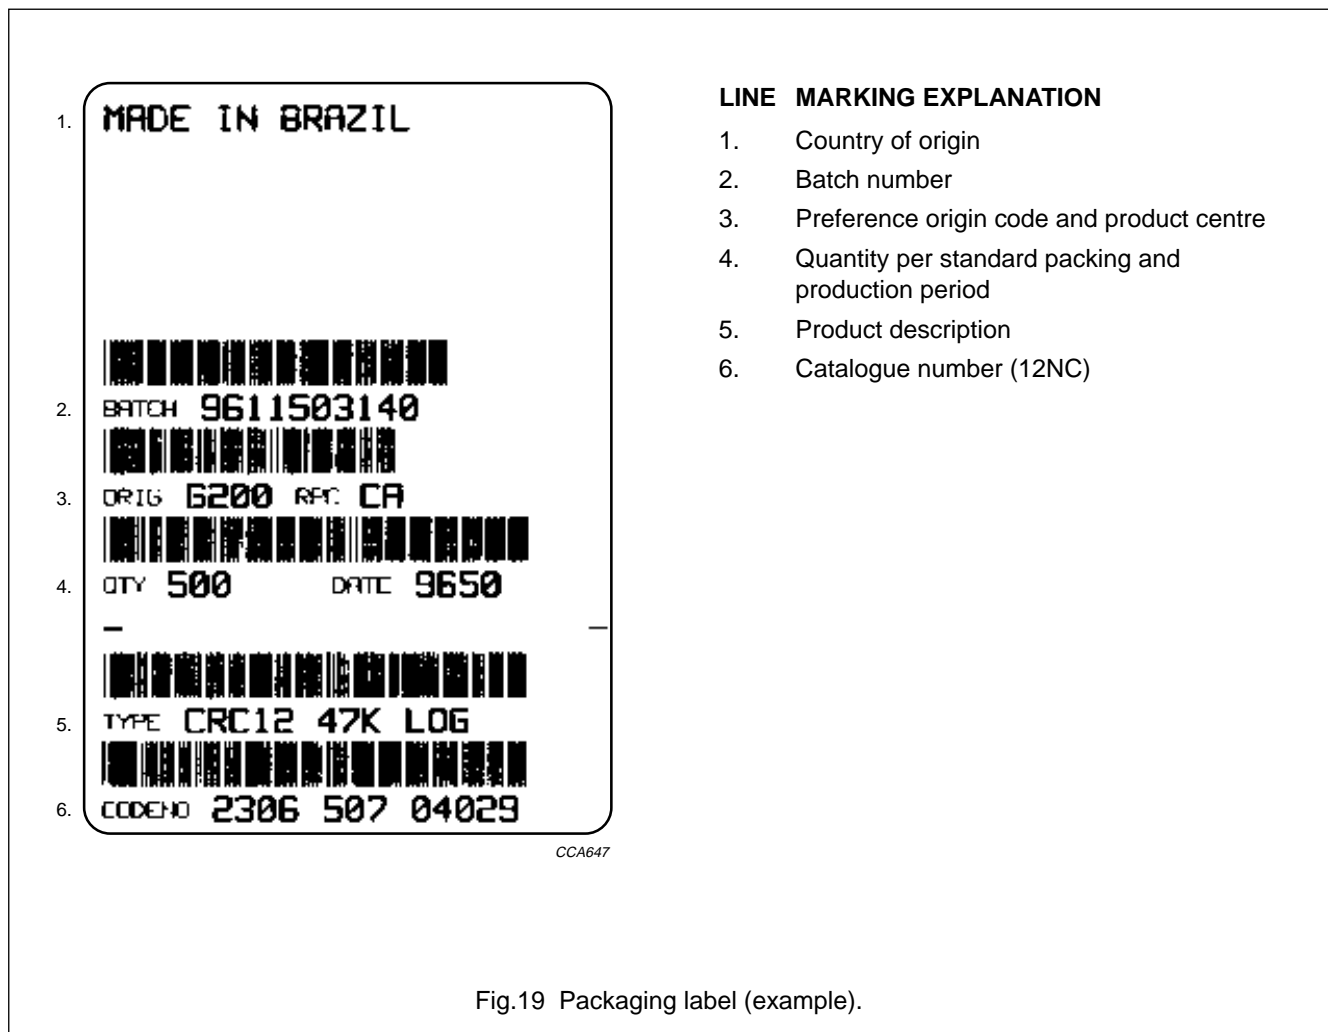 1. MADE IN BRAZIL
2. BATCH 9611503140
3. ORIG G200 RPC CA
4. QTY 500 DATE 9650
5. TYPE CRC12 47K LOG
6. CODENO 2306 507 04029
CCA647
LINE MARKING EXPLANATION
1. Country of origin
2. Batch number
3. Preference origin code and product centre
4. Quantity per standard packing and
production period
5. Product description
6. Catalogue number (12NC)
Fig.19 Packaging label (example).